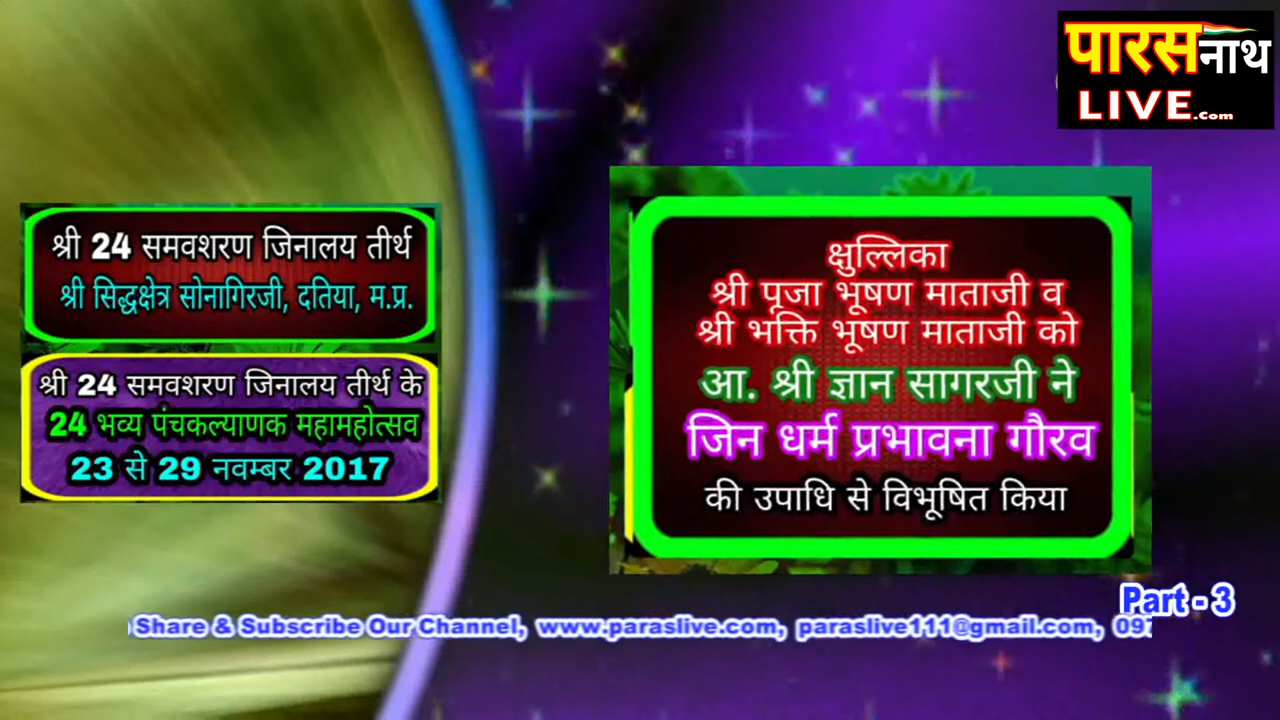 पारसनाथ
LIVE.com
श्री 24 समवशरण जिनालय तीर्थ
श्री सिद्धक्षेत्र सोनागिरजी, दतिया, म.प्र.
श्री 24 समवशरण जिनालय तीर्थ के
24 भव्य पंचकल्याणक महामहोत्सव
23 से 29 नवम्बर 2017
क्षुल्लिका
श्री पूजा भूषण माताजी व
श्री भक्ति भूषण माताजी को
आ. श्री ज्ञान सागरजी ने
जिन धर्म प्रभावना गौरव
की उपाधि से विभूषित किया
Part - 3
Share & Subscribe Our Channel, www.paraslive.com, paraslive111@gmail.com,